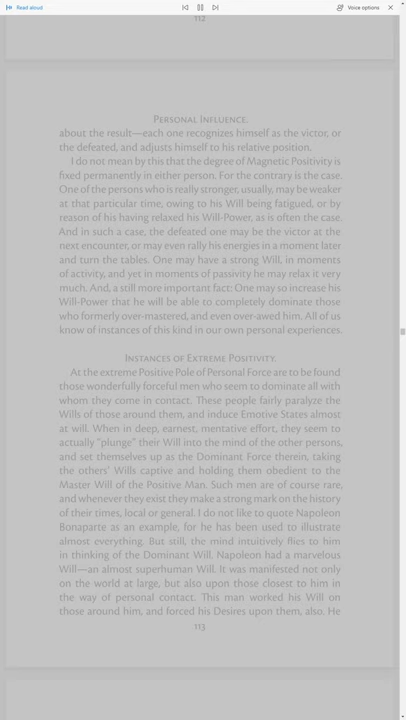 Read aloud
Voice options
112
Personal Influence.
about the result—each one recognizes himself as the victor, or
the defeated, and adjusts himself to his relative position.
I do not mean by this that the degree of Magnetic Positivity is
fixed permanently in either person. For the contrary is the case.
One of the persons who is really stronger, usually, may be weaker
at that particular time, owing to his Will being fatigued, or by
reason of his having relaxed his Will-Power, as is often the case.
And in such a case, the defeated one may be the victor at the
next encounter, or may even rally his energies in a moment later
and turn the tables. One may have a strong Will, in moments
of activity, and yet in moments of passivity he may relax it very
much. And, a still more important fact: One may so increase his
Will-Power that he will be able to completely dominate those
who formerly over-mastered, and even over-awed him. All of us
know of instances of this kind in our own personal experiences.
Instances of Extreme Positivity.
At the extreme Positive Pole of Personal Force are to be found
those wonderfully forceful men who seem to dominate all with
whom they come in contact. These people fairly paralyze the
Wills of those around them, and induce Emotive States almost
at will. When in deep, earnest, mentative effort, they seem to
actually “plunge” their Will into the mind of the other persons,
and set themselves up as the Dominant Force therein, taking
the others’ Wills captive and holding them obedient to the
Master Will of the Positive Man. Such men are of course rare,
and whenever they exist they make a strong mark on the history
of their times, local or general. I do not like to quote Napoleon
Bonaparte as an example, for he has been used to illustrate
almost everything. But still, the mind intuitively flies to him
in thinking of the Dominant Will. Napoleon had a marvelous
Will—an almost superhuman Will. It was manifested not only
on the world at large, but also upon those closest to him in
the way of personal contact. This man worked his Will on
those around him, and forced his Desires upon them, also. He
113